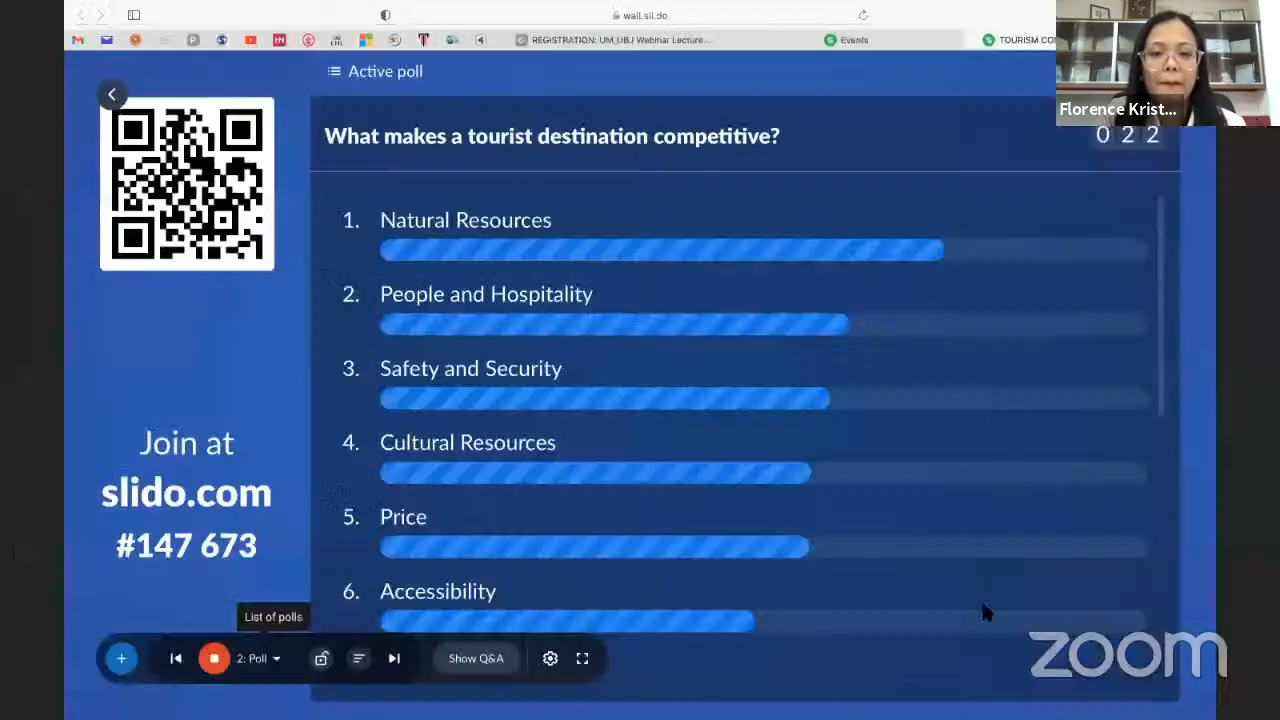 wall.sli.do
REGISTRATION: UM_UBJ Webinar Lecture...
Events
TOURISM CO
Active poll
Florence Krist...
What makes a tourist destination competitive?
0 2 2
1. Natural Resources
2. People and Hospitality
3. Safety and Security
4. Cultural Resources
5. Price
6. Accessibility
Join at
slido.com
#147 673
List of polls
2: Poll
Show Q&A
zoom